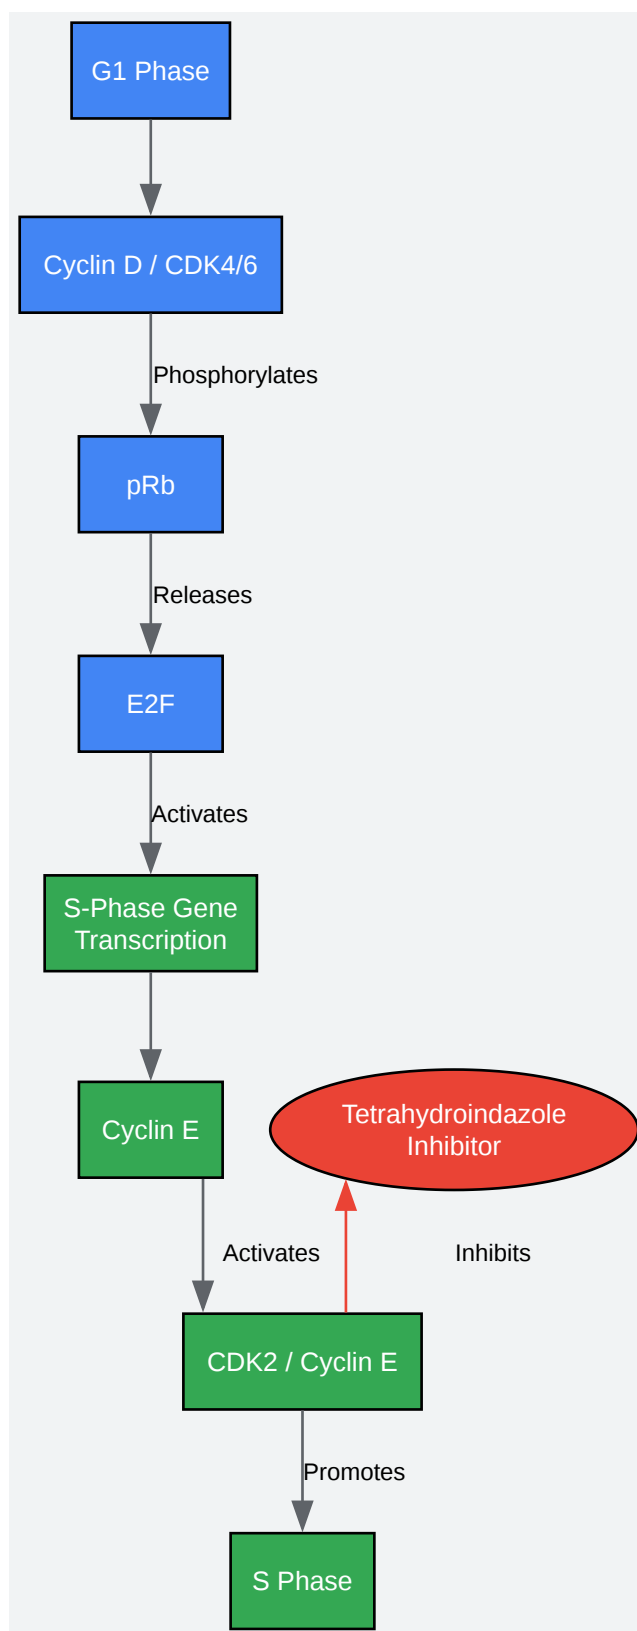 G1 Phase
Cyclin D / CDK4/6
Phosphorylates
pRb
Releases
E2F
Activates
S-Phase Gene
Transcription
Cyclin E
Tetrahydroindazole
Inhibitor
Activates
Inhibits
CDK2 / Cyclin E
Promotes
S Phase